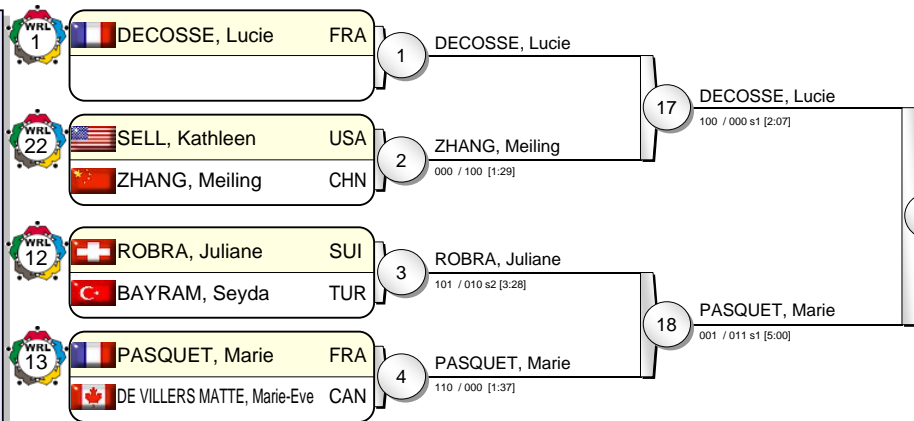 WRL 1 DECOSSE, Lucie FRA
1 DECOSSE, Lucie
17 DECOSSE, Lucie
100 / 000 s1 [2:07]
WRL 22 SELL, Kathleen USA
2 ZHANG, Meiling
000 / 100 [1:29]
ZHANG, Meiling CHN
WRL 12 ROBRA, Juliane SUI
3 ROBRA, Juliane
101 / 010 s2 [3:28]
BAYRAM, Seyda TUR
18 PASQUET, Marie
001 / 011 s1 [5:00]
WRL 13 PASQUET, Marie FRA
4 PASQUET, Marie
110 / 000 [1:37]
DE VILLERS MATTE, Marie-Eve CAN